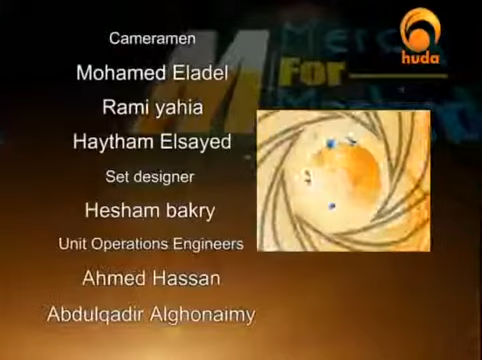 huda
Cameramen
Mohamed Eladel
Rami yahia
Haytham Elsayed
Set designer
Hesham bakry
Unit Operations Engineers
Ahmed Hassan
Abdulqadir Alghonaimy
For